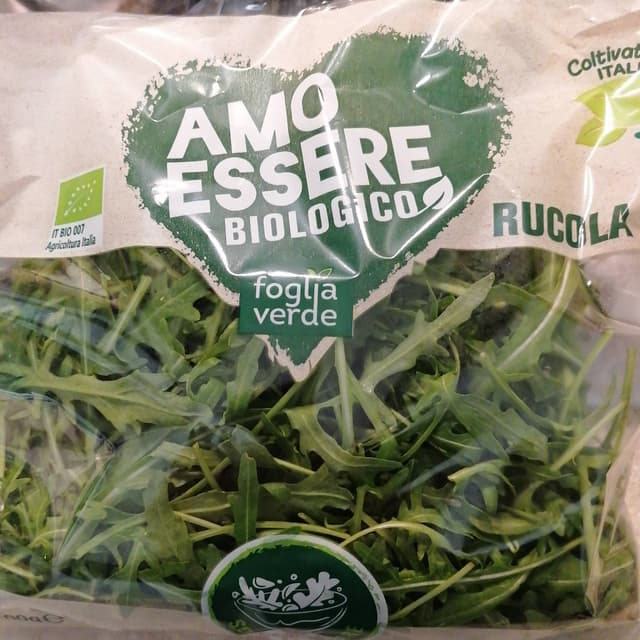 AMO
ESSERE
BIOLOGICO
foglia
verde
IT BIO 007
Agricoltura Italia
RUCOLA